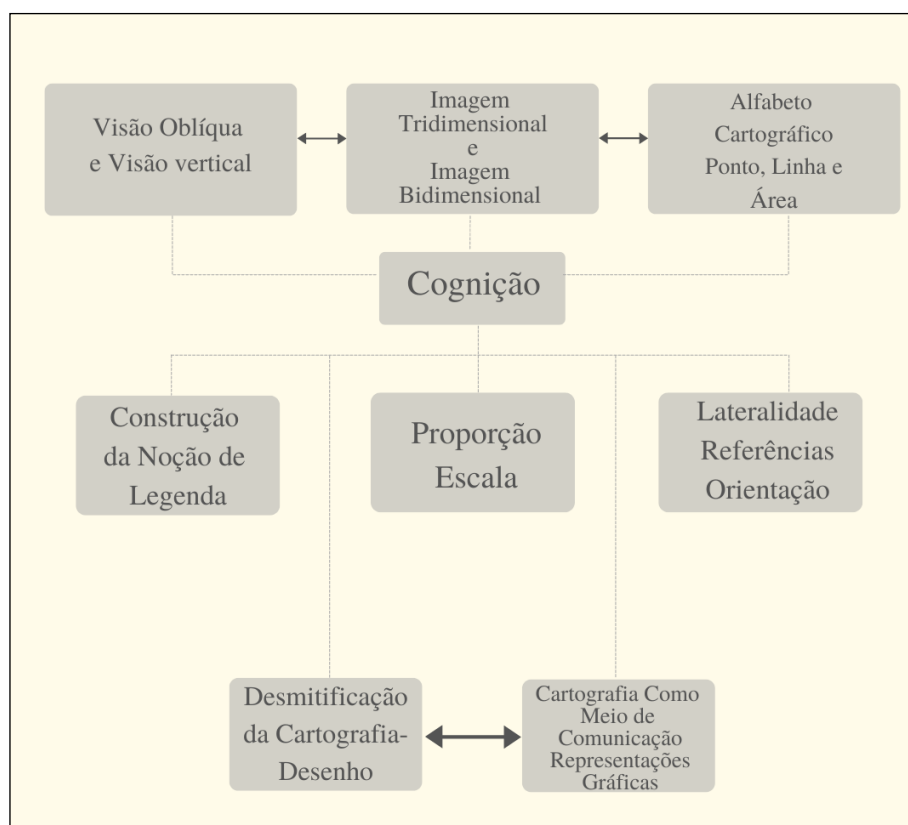 Visão Oblíqua
e Visão vertical
Imagem
Tridimensional
e
Imagem
Bidimensional
Alfabeto
Cartográfico
Ponto, Linha e
Área
Cognição
Construção
da Noção de
Legenda
Proporção
Escala
Lateralidade
Referências
Orientação
Desmitificação
da Cartografia-
Desenho
Cartografia Como
Meio de
Comunicação
Representações
Gráficas